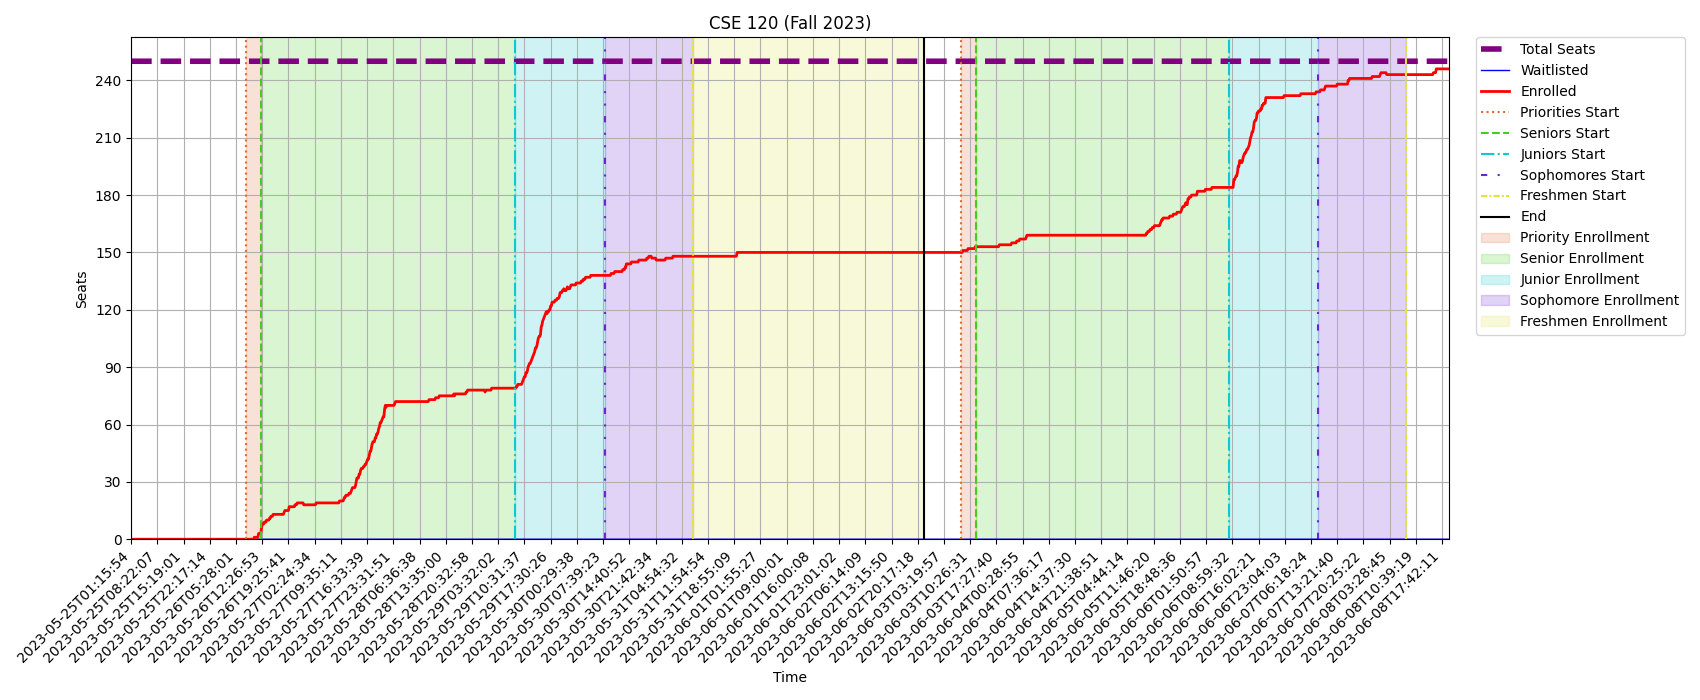 CSE 120 (Fall 2023)
Seats
240
210
180
150
120
90
60
30
0
2023-05-25T01:15:54
2023-05-25T08:22:07
2023-05-25T15:19:01
2023-05-25T22:17:14
2023-05-26T05:28:01
2023-05-26T12:26:53
2023-05-26T19:25:41
2023-05-27T02:24:34
2023-05-27T09:35:11
2023-05-27T16:33:39
2023-05-27T23:31:51
2023-05-28T06:36:38
2023-05-28T13:35:00
2023-05-28T20:32:58
2023-05-29T03:32:02
2023-05-29T10:31:37
2023-05-29T17:30:26
2023-05-30T00:29:38
2023-05-30T07:39:23
2023-05-30T14:40:52
2023-05-30T21:42:34
2023-05-31T04:54:32
2023-05-31T11:54:54
2023-05-31T18:55:09
2023-06-01T01:55:27
2023-06-01T09:00:01
2023-06-01T16:00:08
2023-06-01T23:01:02
2023-06-02T06:14:09
2023-06-02T13:15:50
2023-06-02T20:17:18
2023-06-03T03:19:57
2023-06-03T10:26:31
2023-06-03T17:27:40
2023-06-04T00:28:55
2023-06-04T07:36:17
2023-06-04T14:37:30
2023-06-04T21:38:51
2023-06-05T04:44:14
2023-06-05T11:46:20
2023-06-05T18:48:36
2023-06-06T01:50:57
2023-06-06T08:59:32
2023-06-06T16:02:21
2023-06-06T23:04:03
2023-06-07T06:18:24
2023-06-07T13:21:40
2023-06-07T20:25:22
2023-06-08T03:28:45
2023-06-08T10:39:19
2023-06-08T17:42:11
Time
Total Seats
Waitlisted
Enrolled
Priorities Start
Seniors Start
Juniors Start
Sophomores Start
Freshmen Start
End
Priority Enrollment
Senior Enrollment
Junior Enrollment
Sophomore Enrollment
Freshmen Enrollment